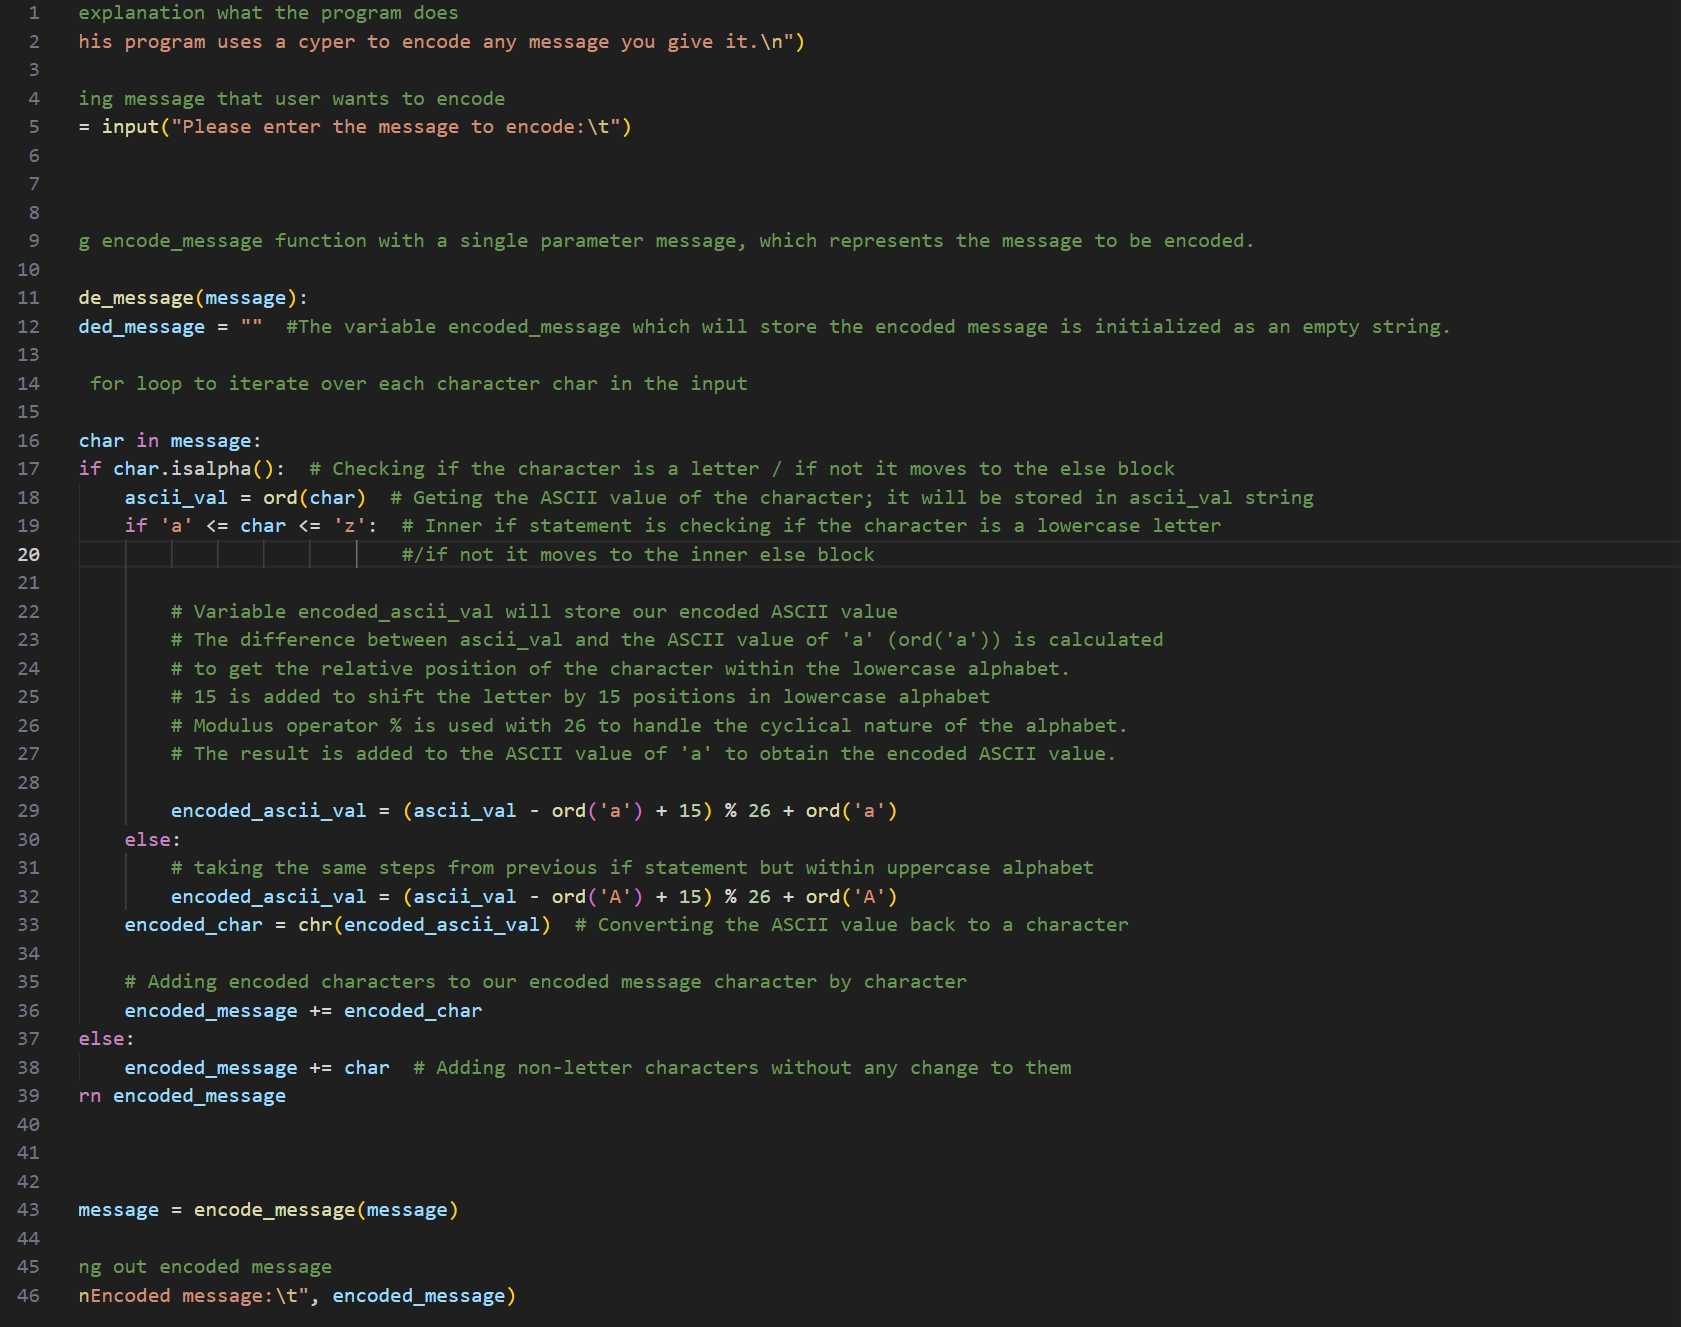 1 explanation what the program does
2 his program uses a cyper to encode any message you give it.\n")
3
4 ing message that user wants to encode
5 = input("Please enter the message to encode:\t")
6
7
8
9 g encode_message function with a single parameter message, which represents the message to be encoded.
10
11 de_message(message):
12 ded_message = "" #The variable encoded_message which will store the encoded message is initialized as an empty string.
13
14 for loop to iterate over each character char in the input
15
16 char in message:
17 if char.isalpha(): # Checking if the character is a letter / if not it moves to the else block
18 ascii_val = ord(char) # Geting the ASCII value of the character; it will be stored in ascii_val string
19 if 'a' <= char <= 'z': # Inner if statement is checking if the character is a lowercase letter
20 #/if not it moves to the inner else block
21
22 # Variable encoded_ascii_val will store our encoded ASCII value
23 # The difference between ascii_val and the ASCII value of 'a' (ord('a')) is calculated
24 # to get the relative position of the character within the lowercase alphabet.
25 # 15 is added to shift the letter by 15 positions in lowercase alphabet
26 # Modulus operator % is used with 26 to handle the cyclical nature of the alphabet.
27 # The result is added to the ASCII value of 'a' to obtain the encoded ASCII value.
28
29 encoded_ascii_val = (ascii_val - ord('a') + 15) % 26 + ord('a')
30 else:
31 # taking the same steps from previous if statement but within uppercase alphabet
32 encoded_ascii_val = (ascii_val - ord('A') + 15) % 26 + ord('A')
33 encoded_char = chr(encoded_ascii_val) # Converting the ASCII value back to a character
34
35 # Adding encoded characters to our encoded message character by character
36 encoded_message += encoded_char
37 else:
38 encoded_message += char # Adding non-letter characters without any change to them
39 rn encoded_message
40
41
42
43 message = encode_message(message)
44
45 ng out encoded message
46 nEncoded message:\t", encoded_message)